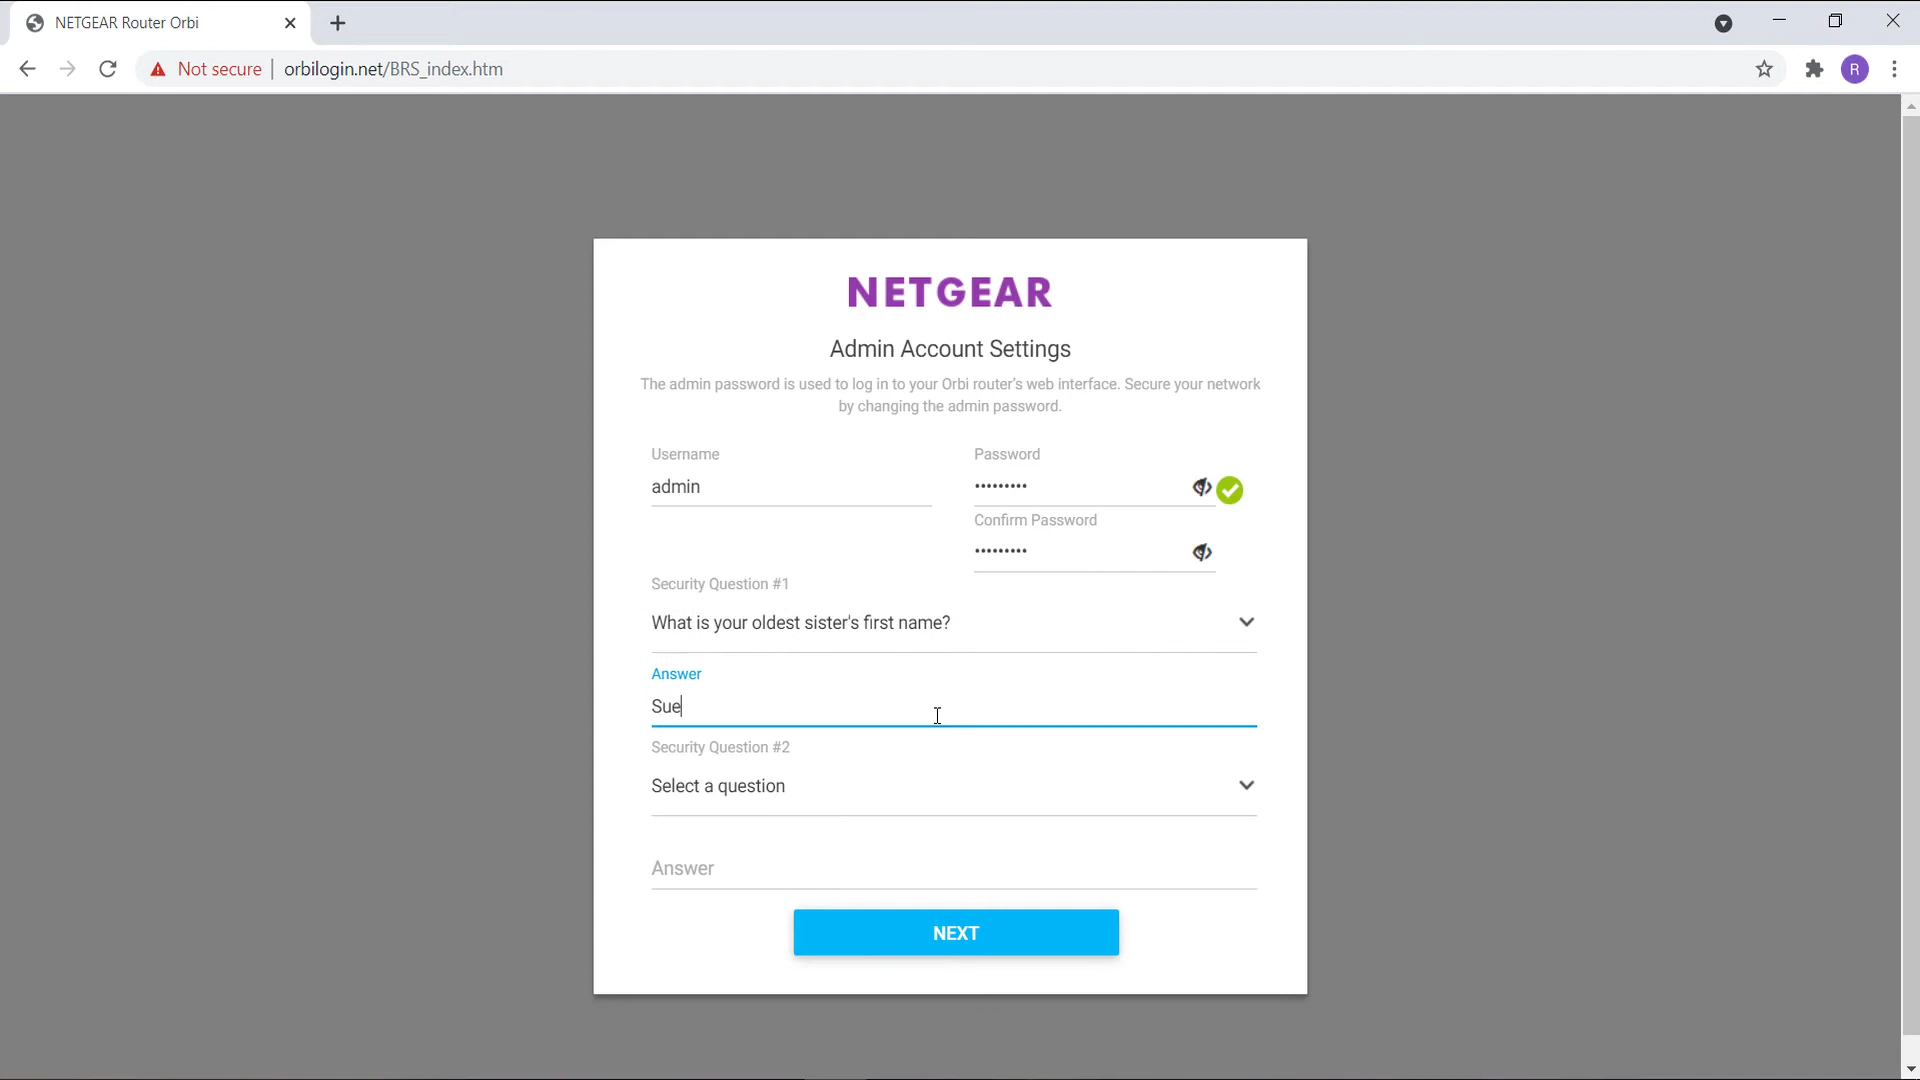 NETGEAR Router Orbi
Not secure | orbilogin.net/BRS_index.htm
R
NETGEAR
Admin Account Settings
The admin password is used to log in to your Orbi router's web interface. Secure your network
by changing the admin password.
Username
Password
admin
•••••••••
Confirm Password
•••••••••
Security Question #1
What is your oldest sister's first name?
Answer
Sue
Security Question #2
Select a question
Answer
NEXT